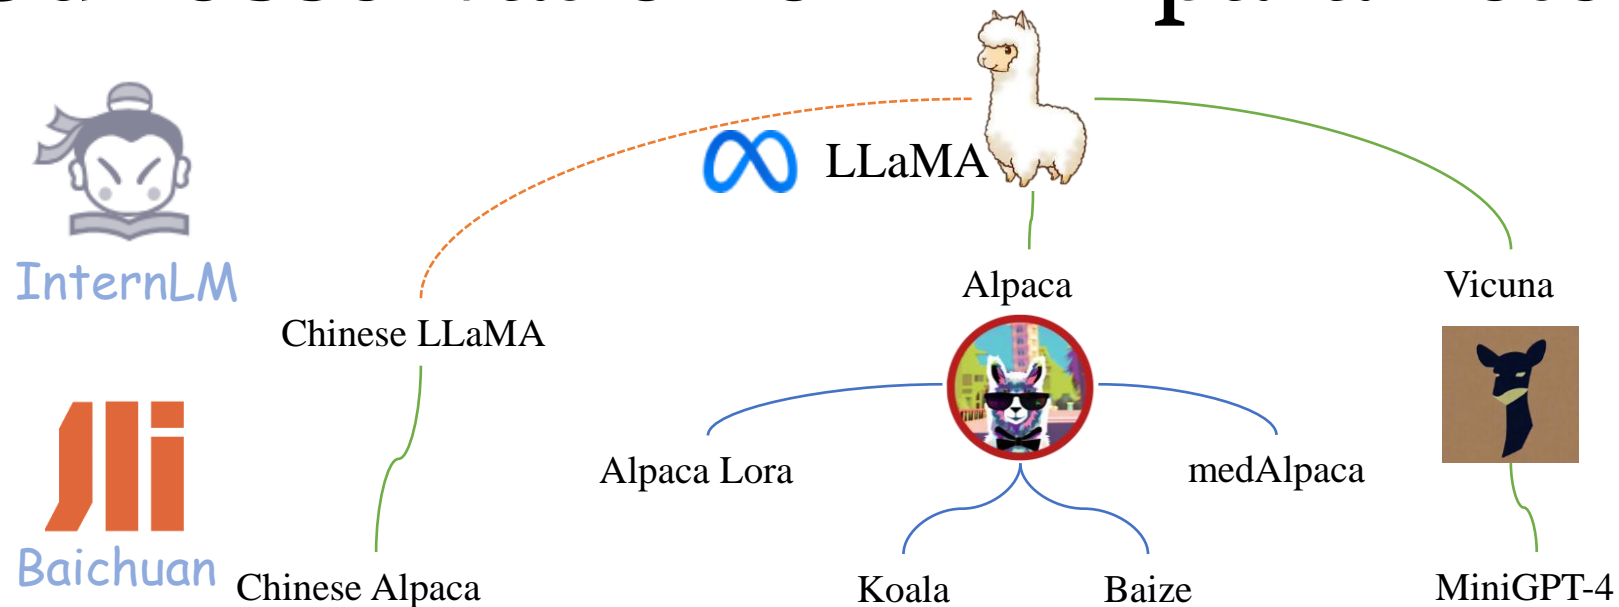 LLaMA
InternLM
Alpaca
Vicuna
Chinese LLaMA
Alpaca Lora
medAlpaca
Baichuan
Chinese Alpaca
Koala
Baize
MiniGPT-4